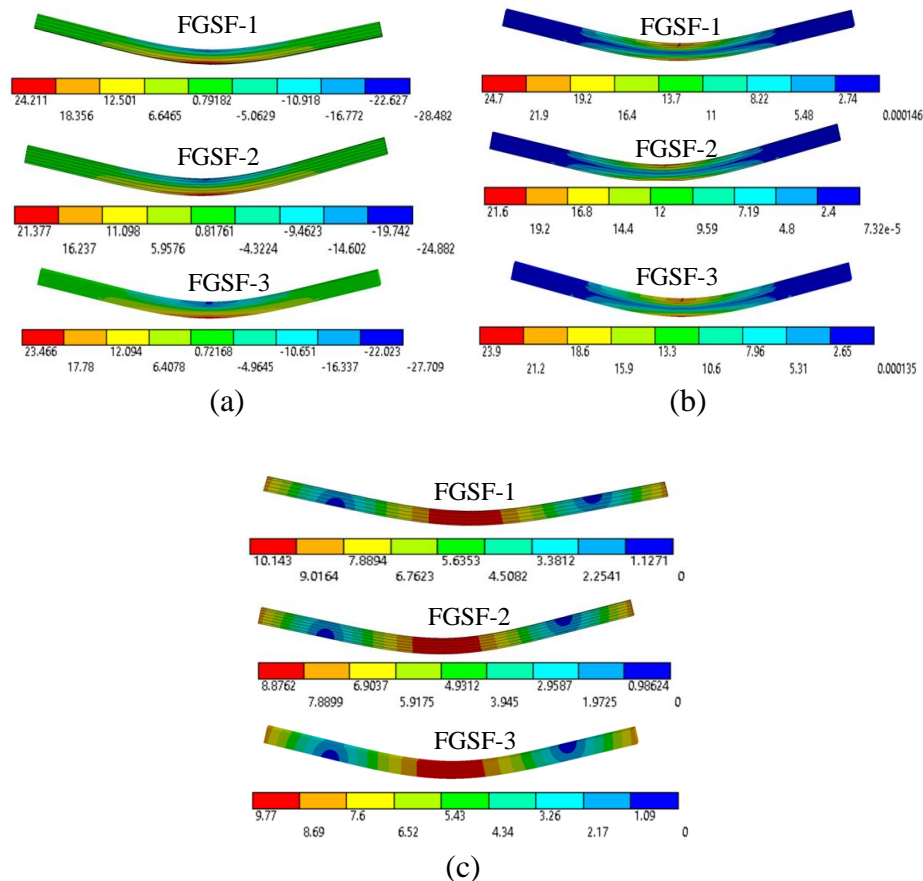 FGSF-1
24.211 12.501 0.79182 -10.918 -22.627
18.356 6.6465 -5.0629 -16.772 -28.482
FGSF-2
21.377 11.098 0.81761 -9.4623 -19.742
16.237 5.9576 -4.3224 -14.602 -24.882
FGSF-3
23.466 12.094 0.72168 -10.651 -22.023
17.78 6.4078 -4.9645 -16.337 -27.709
(a)
FGSF-1
24.7 19.2 13.7 8.22 2.74
21.9 16.4 11 5.48 0.000146
FGSF-2
21.6 16.8 12 7.19 2.4
19.2 14.4 9.59 4.8 7.32e-5
FGSF-3
23.9 18.6 13.3 7.96 2.65
21.2 15.9 10.6 5.31 0.000135
(b)
FGSF-1
10.143 7.8894 5.6353 3.3812 1.1271
9.0164 6.7623 4.5082 2.2541 0
FGSF-2
8.8762 6.9037 4.9312 2.9587 0.98624
7.8899 5.9175 3.945 1.9725 0
FGSF-3
9.77 7.6 5.43 3.26 1.09
8.69 6.52 4.34 2.17 0
(c)